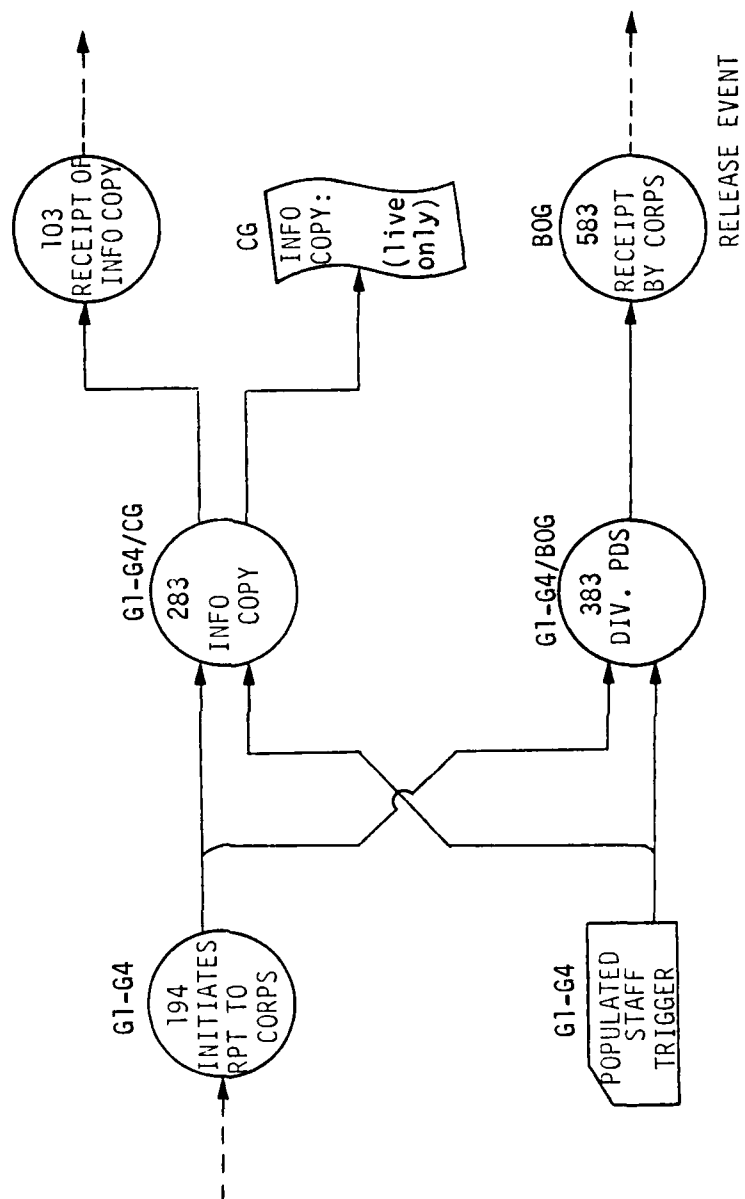 G1-G4
194
INITIATES
RPT TO
CORPS
G1-G4
POPULATED
STAFF
TRIGGER
G1-G4/CG
283
INFO
COPY
G1-G4/BOG
383
DIV. PDS
103
RECEIPT OF
INFO COPY
CG
INFO
COPY:
(live
only)
BOG
583
RECEIPT
BY CORPS
RELEASE EVENT